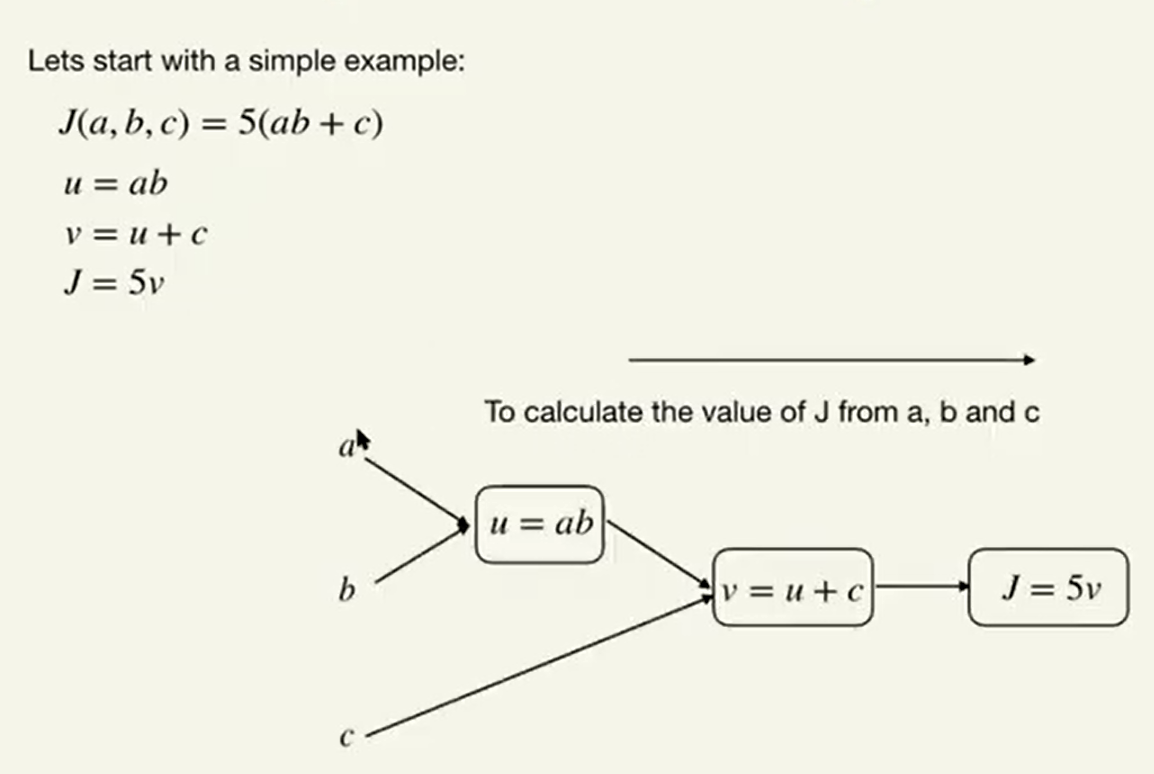 Lets start with a simple example:
J(a, b, c) = 5(ab + c)
u = ab
v = u + c
J = 5v
To calculate the value of J from a, b and c
a
u = ab
b
v = u + c
J = 5v
c